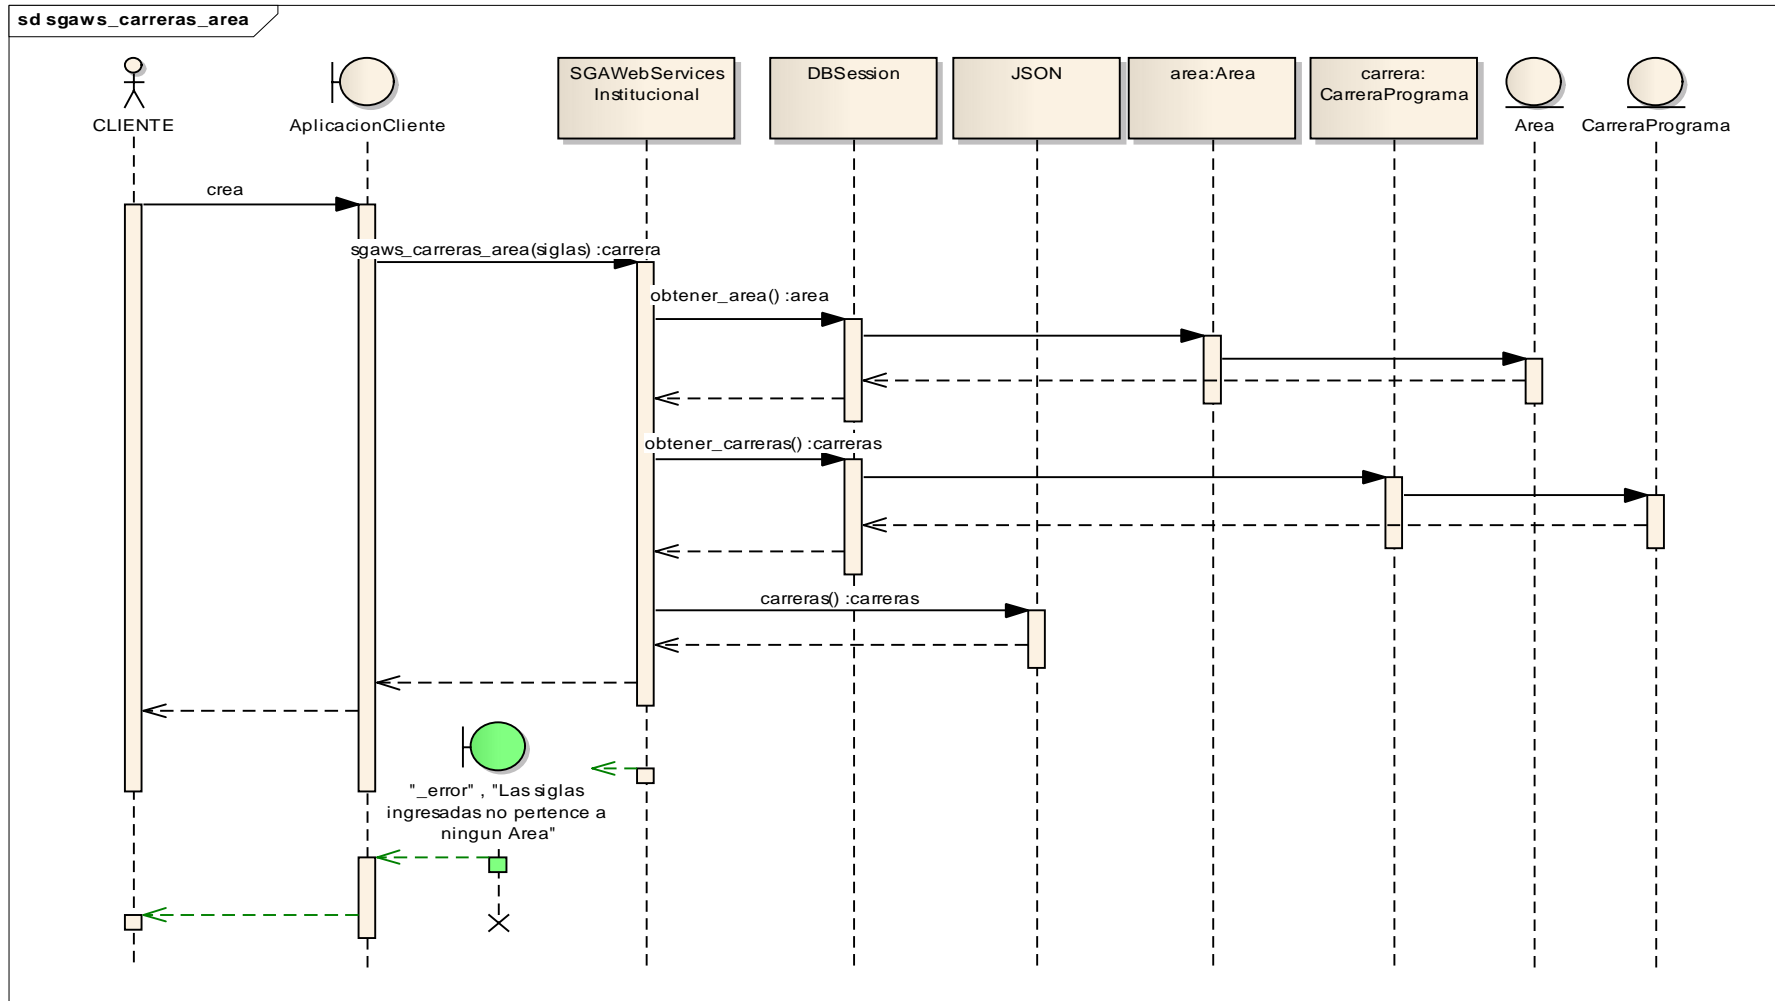 sd sgaws_carreras_area
CLIENTE
AplicacionCliente
SGAWebServices
Institucional
DBSession
JSON
area:Area
carrera:
CarreraPrograma
Area
CarreraPrograma
crea
sgaws_carreras_area(siglas) :carrera
obtener_area() :area
obtener_carreras() :carreras
carreras() :carreras
"_error" , "Las siglas
ingresadas no pertence a
ningun Area"